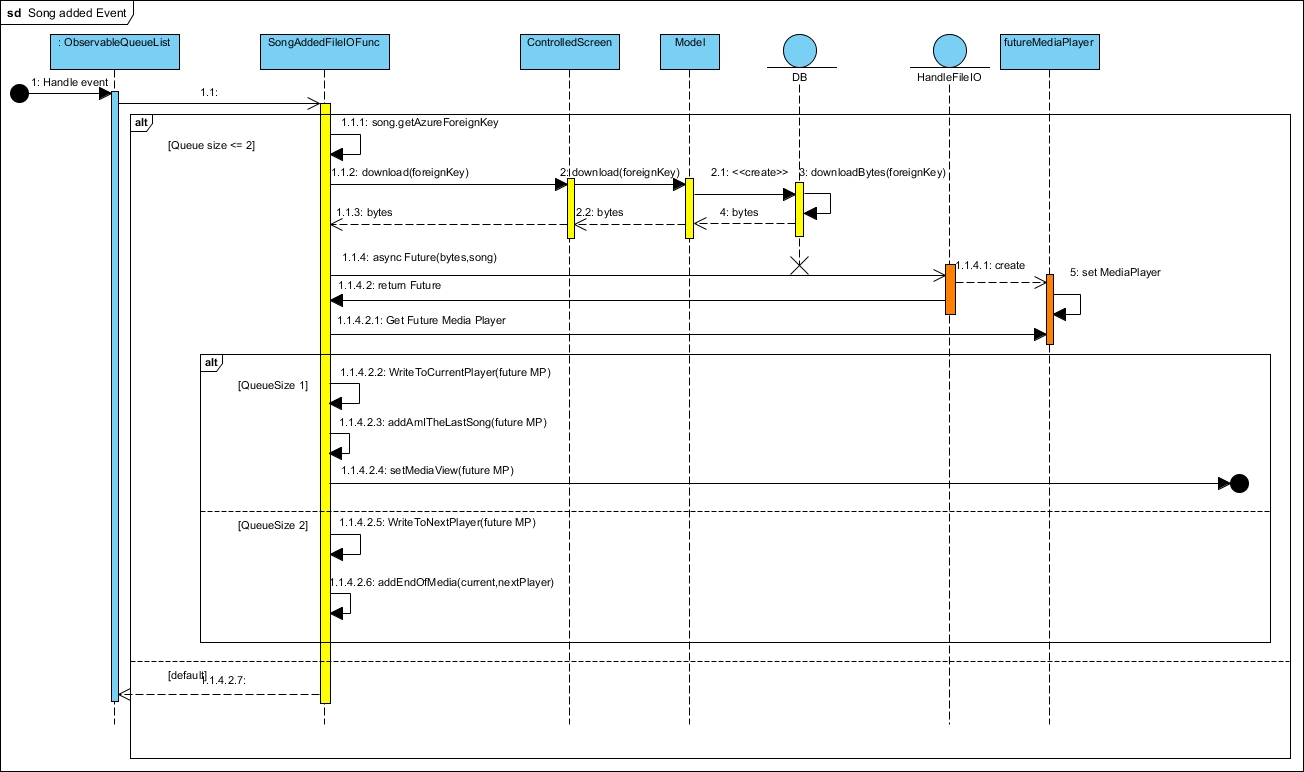 sd Song added Event
: ObservableQueueList
SongAddedFileIOFunc
ControlledScreen
Model
DB
HandleFileIO
futureMediaPlayer
1: Handle event
1.1:
alt
[Queue size <= 2]
1.1.1: song.getAzureForeignKey
1.1.2: download(foreignKey)
2: download(foreignKey)
2.1: <<create>>
3: downloadBytes(foreignKey)
1.1.3: bytes
2.2: bytes
4: bytes
1.1.4: async Future(bytes,song)
1.1.4.1: create
5: set MediaPlayer
1.1.4.2: return Future
1.1.4.2.1: Get Future Media Player
alt
[QueueSize 1]
1.1.4.2.2: WriteToCurrentPlayer(future MP)
1.1.4.2.3: addAmITheLastSong(future MP)
1.1.4.2.4: setMediaView(future MP)
[QueueSize 2]
1.1.4.2.5: WriteToNextPlayer(future MP)
1.1.4.2.6: addEndOfMedia(current,nextPlayer)
[default]
1.1.4.2.7: